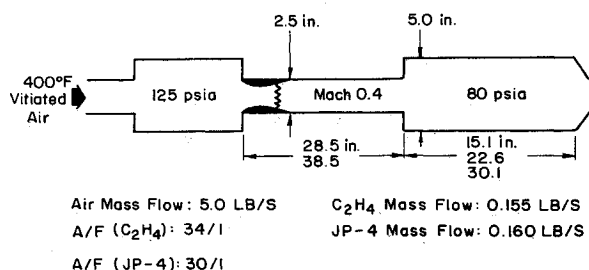 2.5 in.
5.0 in.
400°F
Vitiated
Air
125 psia
Mach 0.4
80 psia
28.5 in.
38.5
15.1 in.
22.6
30.1
Air Mass Flow: 5.0 LB/S
A/F (C₂H₄): 34/1
A/F (JP-4): 30/1
C₂H₄ Mass Flow: 0.155 LB/S
JP-4 Mass Flow: 0.160 LB/S